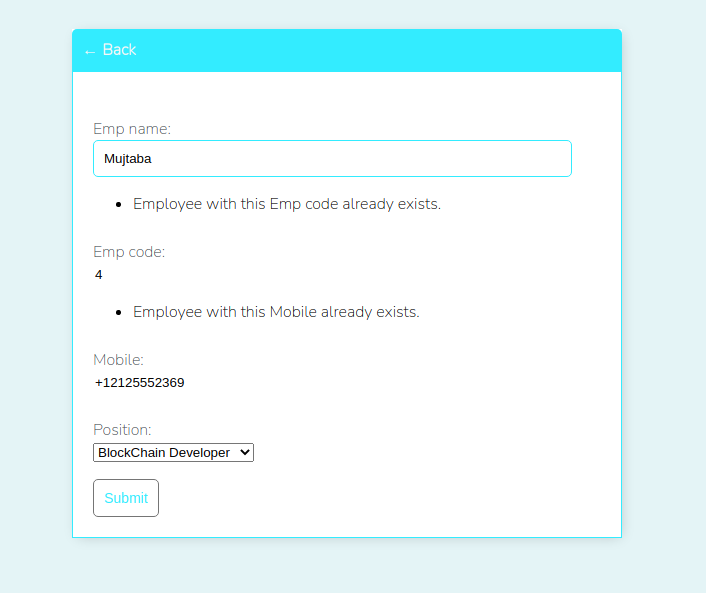 ← Back
Emp name:
Mujtaba
• Employee with this Emp code already exists.
Emp code:
4
• Employee with this Mobile already exists.
Mobile:
+12125552369
Position:
BlockChain Developer
Submit